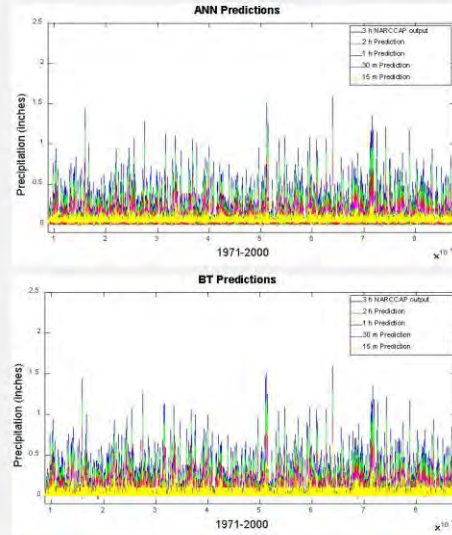 ANN Predictions
2.5
3 h NARCCAP output
2 h Prediction
1 h Prediction
30 m Prediction
15 m Prediction
2
1.5
1
0.5
0
Precipitation (inches)
1 2 3 4 5 6 7 8
1971-2000
BT Predictions
2.5
3 h NARCCAP output
2 h Prediction
1 h Prediction
30 m Prediction
15 m Prediction
2
1.5
1
0.5
0
Precipitation (inches)
1 2 3 4 5 6 7 8
1971-2000